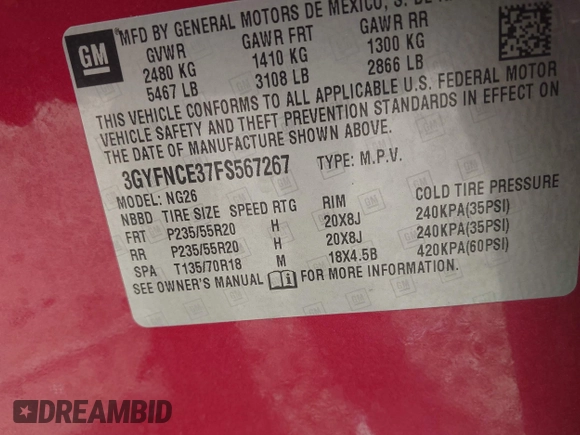 GM
MFD BY GENERAL MOTORS DE MEXICO, S. DE
GVWR GAWR FRT GAWR RR
2480 KG 1410 KG 1300 KG
5467 LB 3108 LB 2866 LB
THIS VEHICLE CONFORMS TO ALL APPLICABLE U.S. FEDERAL MOTOR
VEHICLE SAFETY AND THEFT PREVENTION STANDARDS IN EFFECT ON
THE DATE OF MANUFACTURE SHOWN ABOVE.
3GYFNCE37FS567267 TYPE: M.P.V.
MODEL: NG26
NBBD TIRE SIZE SPEED RTG RIM COLD TIRE PRESSURE
FRT P235/55R20 H 20X8J 240KPA(35PSI)
RR P235/55R20 H 20X8J 240KPA(35PSI)
SPA T135/70R18 M 18X4.5B 420KPA(60PSI)
SEE OWNER'S MANUAL FOR MORE INFORMATION.
DREAMBID